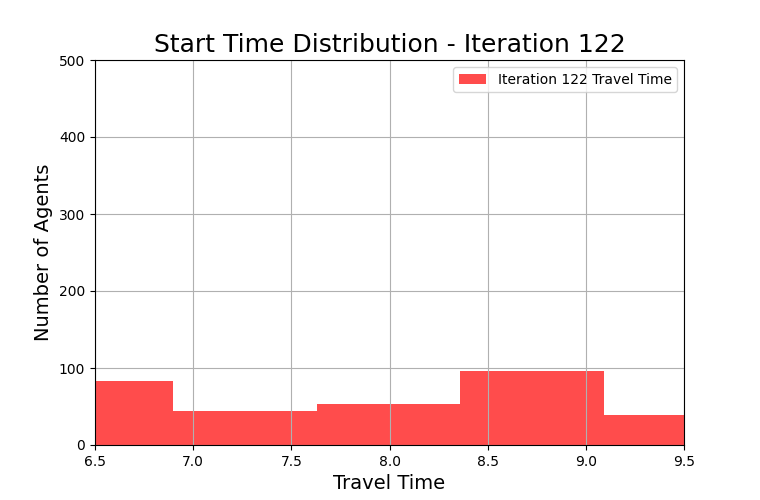 Start Time Distribution - Iteration 122
Iteration 122 Travel Time
Number of Agents
500
400
300
200
100
0
6.5 7.0 7.5 8.0 8.5 9.0 9.5
Travel Time